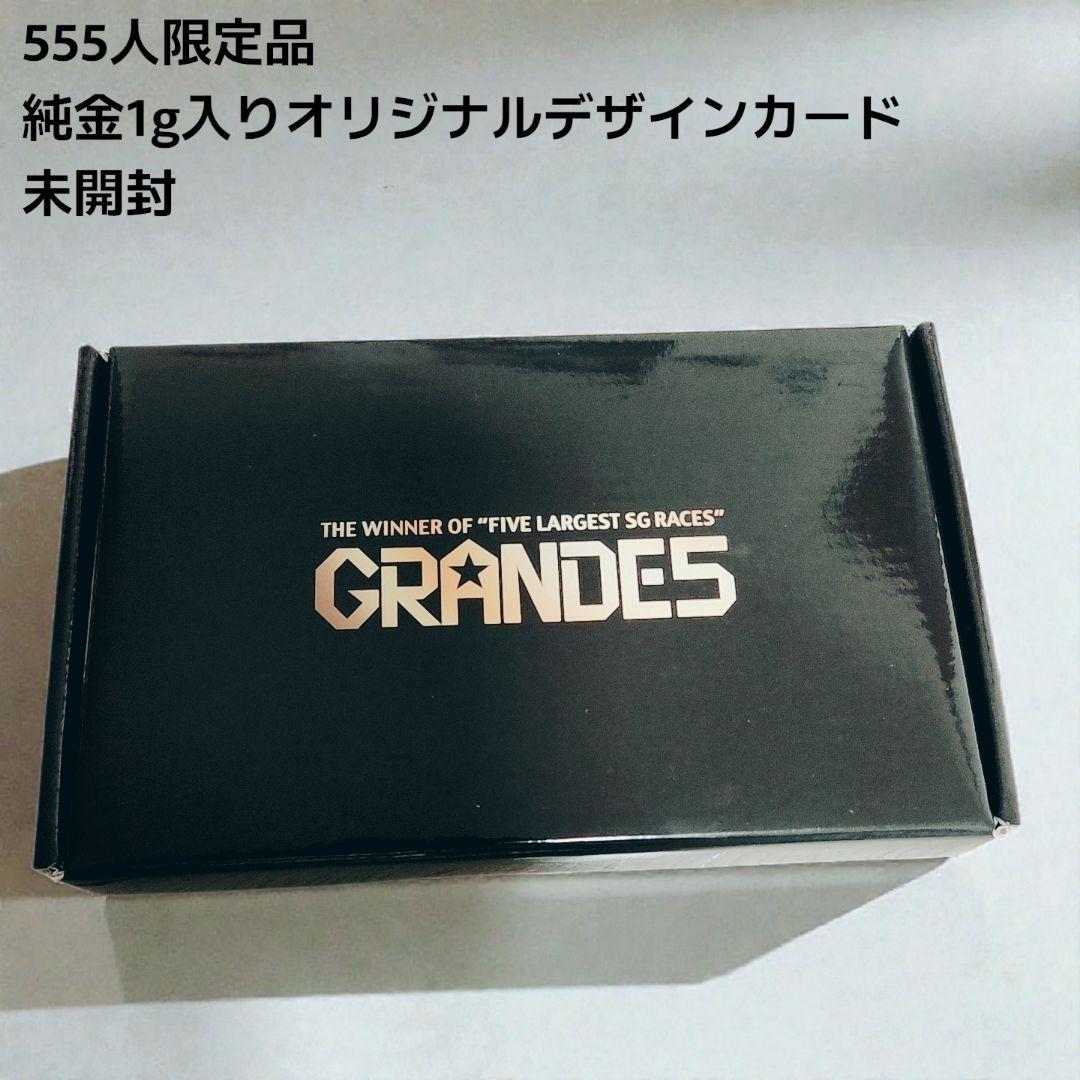 555人限定品
純金1g入りオリジナルデザインカード
未開封
THE WINNER OF "FIVE LARGEST SG RACES"
GRANDE5